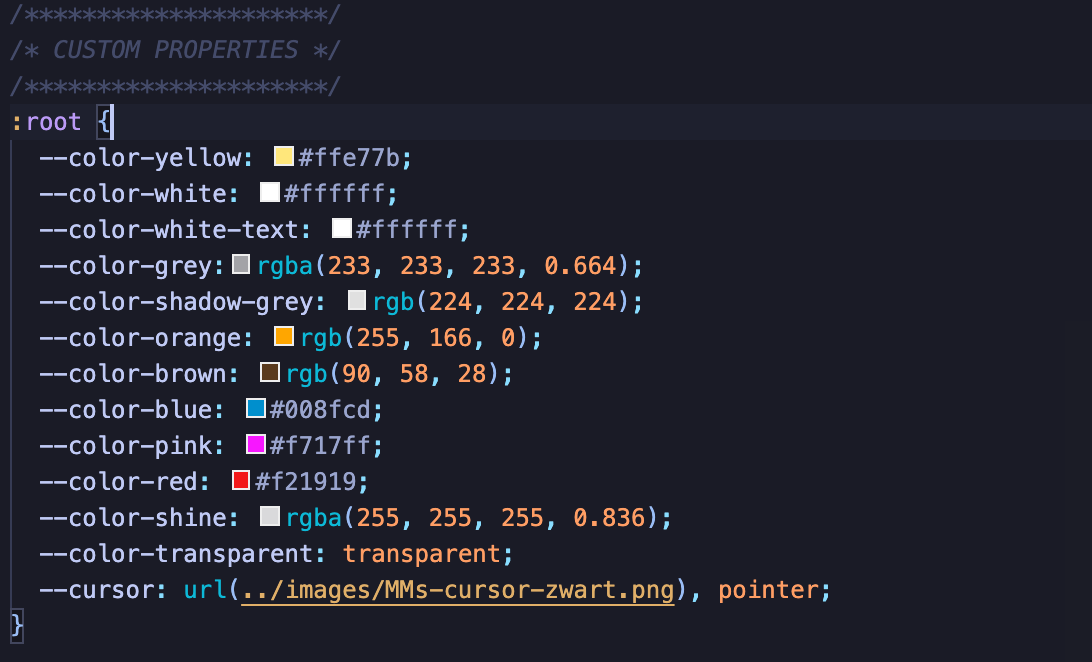 /*********************/
/* CUSTOM PROPERTIES */
/*********************/
:root {
  --color-yellow: #ffe77b;
  --color-white: #ffffff;
  --color-white-text: #ffffff;
  --color-grey:rgba(233, 233, 233, 0.664);
  --color-shadow-grey: rgb(224, 224, 224);
  --color-orange: rgb(255, 166, 0);
  --color-brown: rgb(90, 58, 28);
  --color-blue: #008fcd;
  --color-pink: #f717ff;
  --color-red: #f21919;
  --color-shine: rgba(255, 255, 255, 0.836);
  --color-transparent: transparent;
  --cursor: url(../images/MMs-cursor-zwart.png), pointer;
}